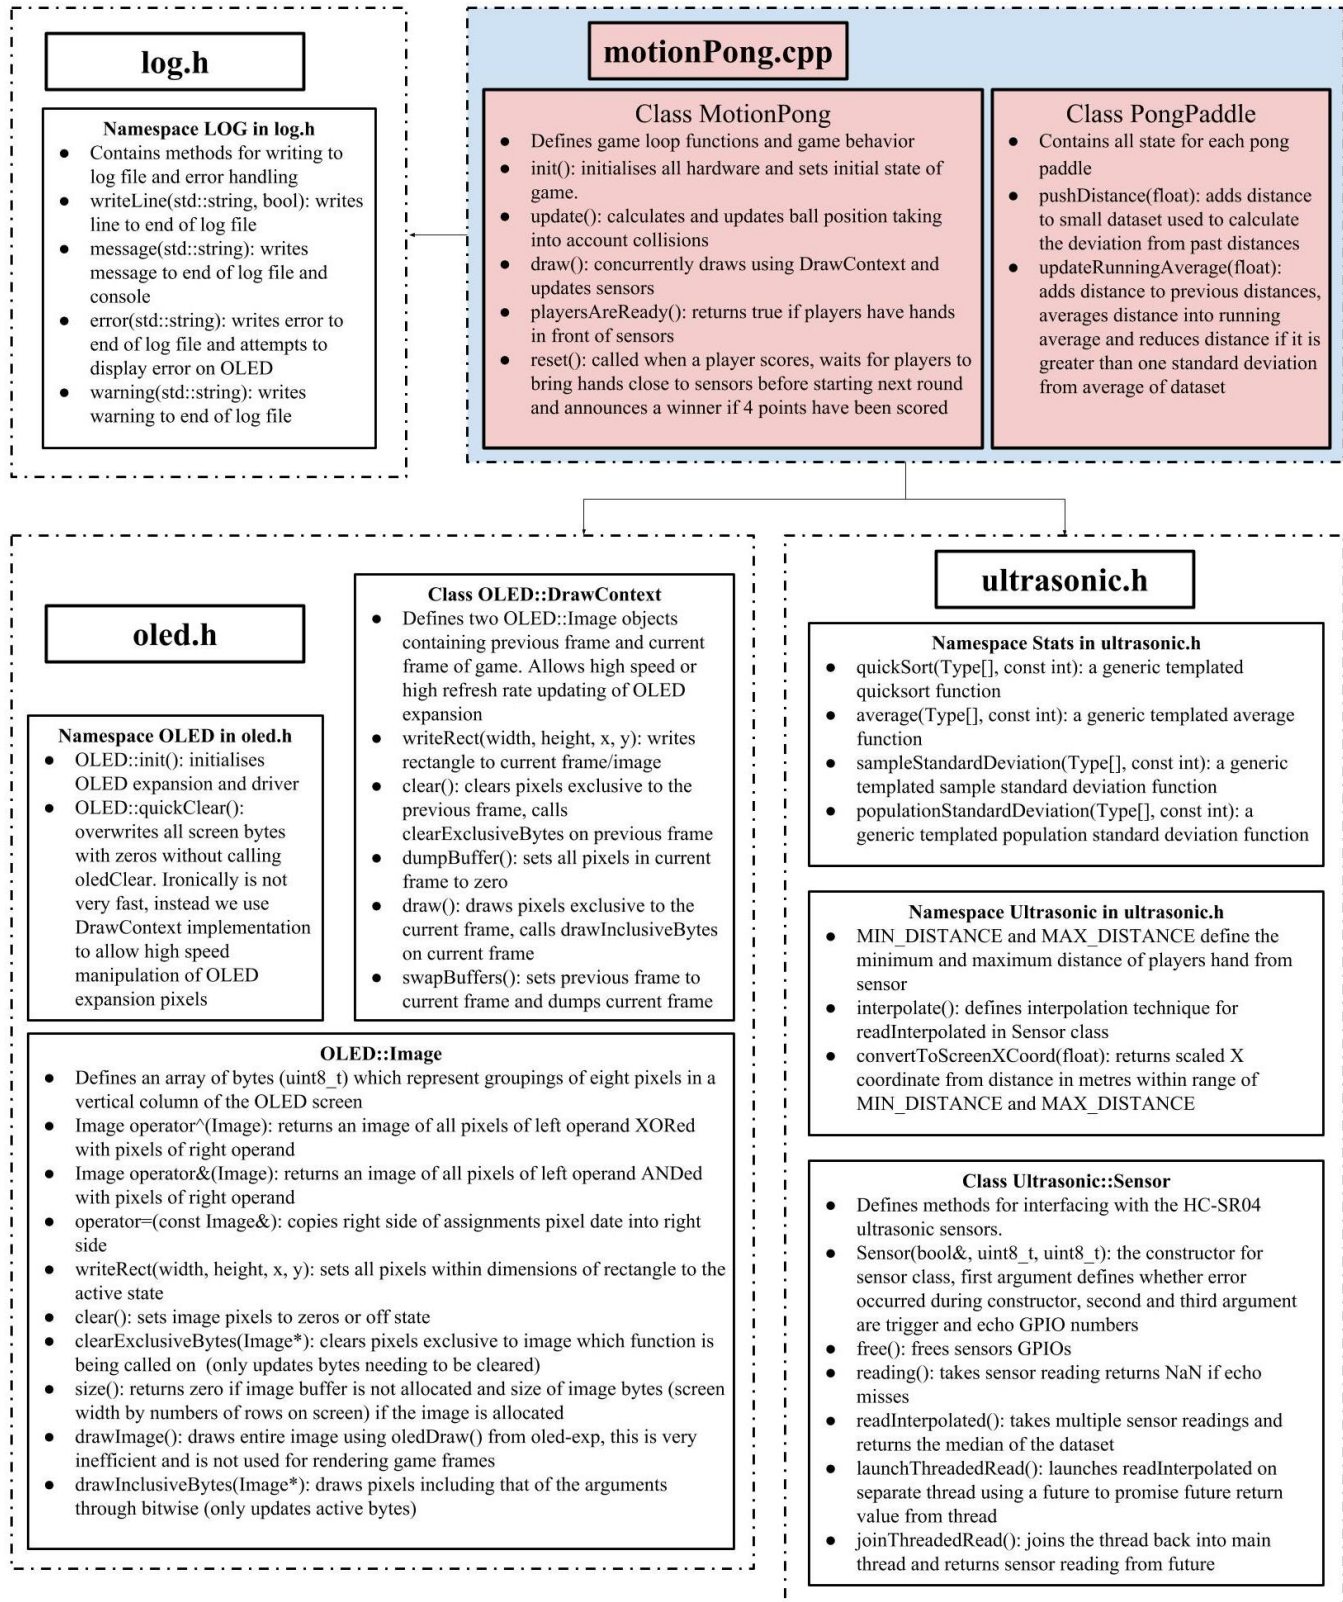 log.h
Namespace LOG in log.h
● Contains methods for writing to
log file and error handling
● writeLine(std::string, bool): writes
line to end of log file
● message(std::string): writes
message to end of log file and
console
● error(std::string): writes error to
end of log file and attempts to
display error on OLED
● warning(std::string): writes
warning to end of log file
motionPong.cpp
Class MotionPong
● Defines game loop functions and game behavior
● init(): initialises all hardware and sets initial state of
game.
● update(): calculates and updates ball position taking
into account collisions
● draw(): concurrently draws using DrawContext and
updates sensors
● playersAreReady(): returns true if players have hands
in front of sensors
● reset(): called when a player scores, waits for players to
bring hands close to sensors before starting next round
and announces a winner if 4 points have been scored
Class PongPaddle
● Contains all state for each pong
paddle
● pushDistance(float): adds distance
to small dataset used to calculate
the deviation from past distances
● updateRunningAverage(float):
adds distance to previous distances,
averages distance into running
average and reduces distance if it is
greater than one standard deviation
from average of dataset
oled.h
Namespace OLED in oled.h
● OLED::init(): initialises
OLED expansion and driver
● OLED::quickClear():
overwrites all screen bytes
with zeros without calling
oledClear. Ironically is not
very fast, instead we use
DrawContext implementation
to allow high speed
manipulation of OLED
expansion pixels
Class OLED::DrawContext
● Defines two OLED::Image objects
containing previous frame and current
frame of game. Allows high speed or
high refresh rate updating of OLED
expansion
● writeRect(width, height, x, y): writes
rectangle to current frame/image
● clear(): clears pixels exclusive to the
previous frame, calls
clearExclusiveBytes on previous frame
● dumpBuffer(): sets all pixels in current
frame to zero
● draw(): draws pixels exclusive to the
current frame, calls drawInclusiveBytes
on current frame
● swapBuffers(): sets previous frame to
current frame and dumps current frame
OLED::Image
● Defines an array of bytes (uint8_t) which represent groupings of eight pixels in a
vertical column of the OLED screen
● Image operator^(Image): returns an image of all pixels of left operand XORed
with pixels of right operand
● Image operator&(Image): returns an image of all pixels of left operand ANDed
with pixels of right operand
● operator=(const Image&): copies right side of assignments pixel date into right
side
● writeRect(width, height, x, y): sets all pixels within dimensions of rectangle to the
active state
● clear(): sets image pixels to zeros or off state
● clearExclusiveBytes(Image*): clears pixels exclusive to image which function is
being called on (only updates bytes needing to be cleared)
● size(): returns zero if image buffer is not allocated and size of image bytes (screen
width by numbers of rows on screen) if the image is allocated
● drawImage(): draws entire image using oledDraw() from oled-exp, this is very
inefficient and is not used for rendering game frames
● drawInclusiveBytes(Image*): draws pixels including that of the arguments
through bitwise (only updates active bytes)
ultrasonic.h
Namespace Stats in ultrasonic.h
● quickSort(Type[], const int): a generic templated
quicksort function
● average(Type[], const int): a generic templated average
function
● sampleStandardDeviation(Type[], const int): a generic
templated sample standard deviation function
● populationStandardDeviation(Type[], const int): a
generic templated population standard deviation function
Namespace Ultrasonic in ultrasonic.h
● MIN_DISTANCE and MAX_DISTANCE define the
minimum and maximum distance of players hand from
sensor
● interpolate(): defines interpolation technique for
readInterpolated in Sensor class
● convertToScreenXCoord(float): returns scaled X
coordinate from distance in metres within range of
MIN_DISTANCE and MAX_DISTANCE
Class Ultrasonic::Sensor
● Defines methods for interfacing with the HC-SR04
ultrasonic sensors.
● Sensor(bool&, uint8_t, uint8_t): the constructor for
sensor class, first argument defines whether error
occurred during constructor, second and third argument
are trigger and echo GPIO numbers
● free(): frees sensors GPIOs
● reading(): takes sensor reading returns NaN if echo
misses
● readInterpolated(): takes multiple sensor readings and
returns the median of the dataset
● launchThreadedRead(): launches readInterpolated on
separate thread using a future to promise future return
value from thread
● joinThreadedRead(): joins the thread back into main
thread and returns sensor reading from future